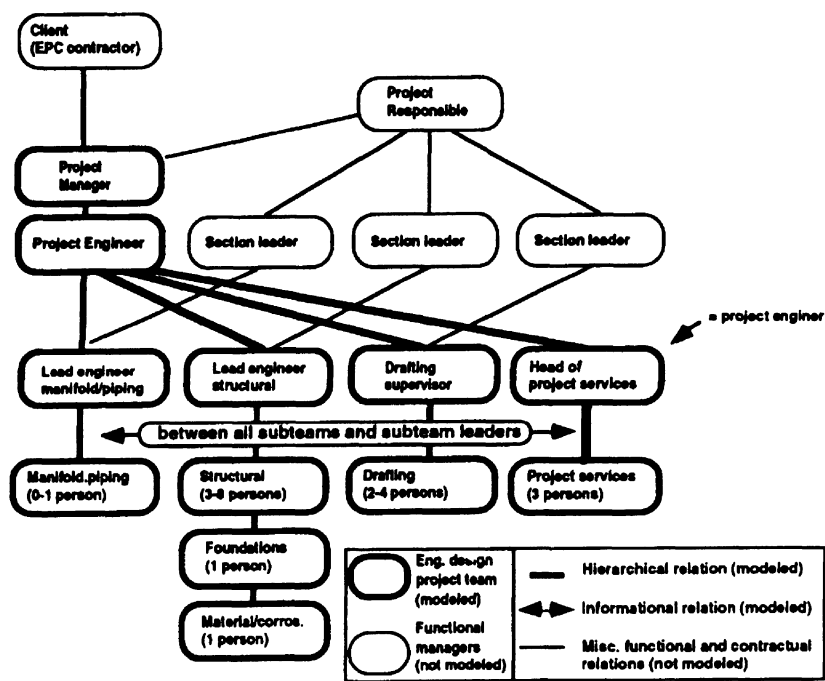 Client
(EPC contractor)
Project
Responsible
Project
Manager
Project Engineer
Section leader
Section leader
Section leader
= project enginer
Lead engineer
manifold/piping
Lead engineer
structural
Drafting
supervisor
Head of
project services
between all subteams and subteam leaders
Manifold.piping
(0-1 person)
Structural
(3-8 persons)
Drafting
(2-4 persons)
Project services
(3 persons)
Foundations
(1 person)
Material/corros.
(1 person)
Eng. design
project team
(modeled)
Functional
managers
(not modeled)
Hierarchical relation (modeled)
Informational relation (modeled)
Misc. functional and contractual
relations (not modeled)